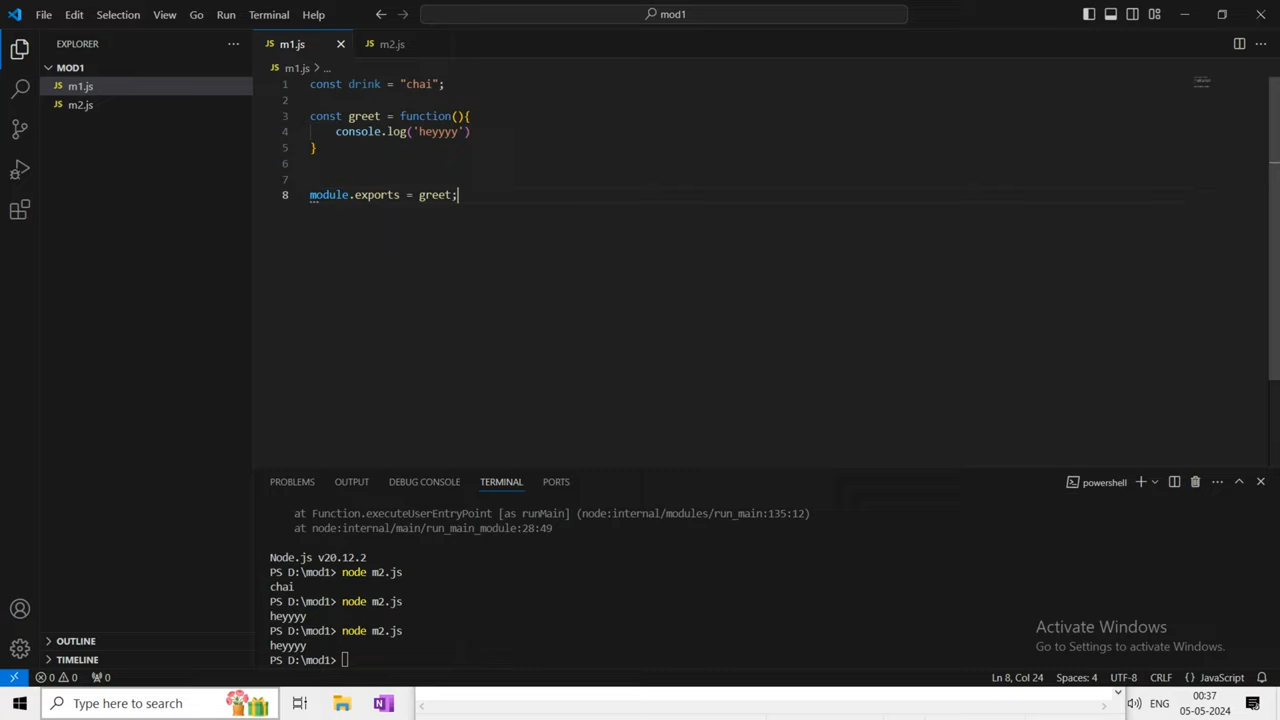 File Edit Selection View Go Run Terminal Help
mod1
EXPLORER
MOD1
JS m1.js
JS m2.js
JS m1.js
JS m2.js
JS m1.js > ...
1 const drink = "chai";
2
3 const greet = function(){
4 console.log('heyyyy')
5 }
6
7
8 module.exports = greet;
PROBLEMS OUTPUT DEBUG CONSOLE TERMINAL PORTS
powershell
at Function.executeUserEntryPoint [as runMain] (node:internal/modules/run_main:135:12)
at node:internal/main/run_main_module:28:49
Node.js v20.12.2
PS D:\mod1> node m2.js
chai
PS D:\mod1> node m2.js
heyyyy
PS D:\mod1> node m2.js
heyyyy
PS D:\mod1>
Activate Windows
Go to Settings to activate Windows.
OUTLINE
TIMELINE
0 0 0
Ln 8, Col 24 Spaces: 4 UTF-8 CRLF {} JavaScript
Type here to search
ENG
00:37
05-05-2024